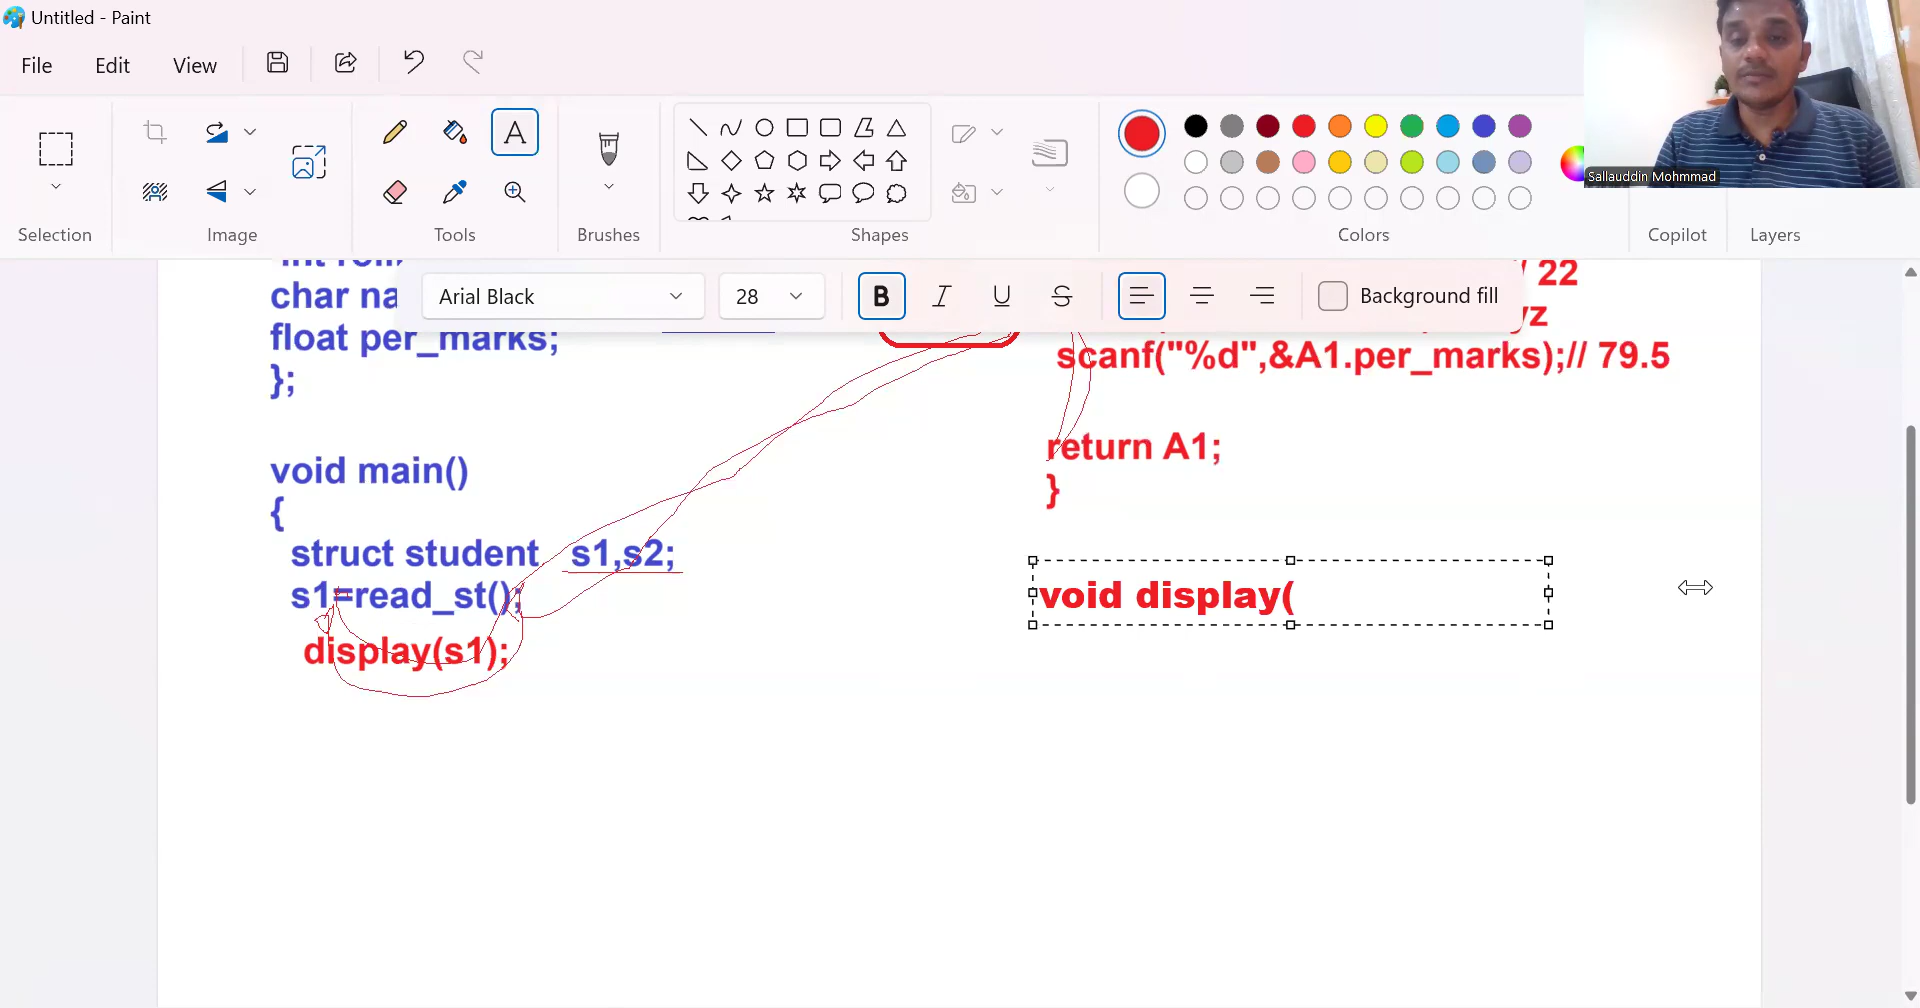 Untitled - Paint
File Edit View
Selection
Image
Tools
Brushes
Shapes
Colors
Copilot
Layers
Sallauddin Mohmmad
Arial Black
28
B I U S
Background fill
char na
float per_marks;
};
void main()
{
struct student s1,s2;
s1=read_st();
display(s1);
22
yz
scanf("%d",&A1.per_marks);// 79.5
return A1;
}
void display(